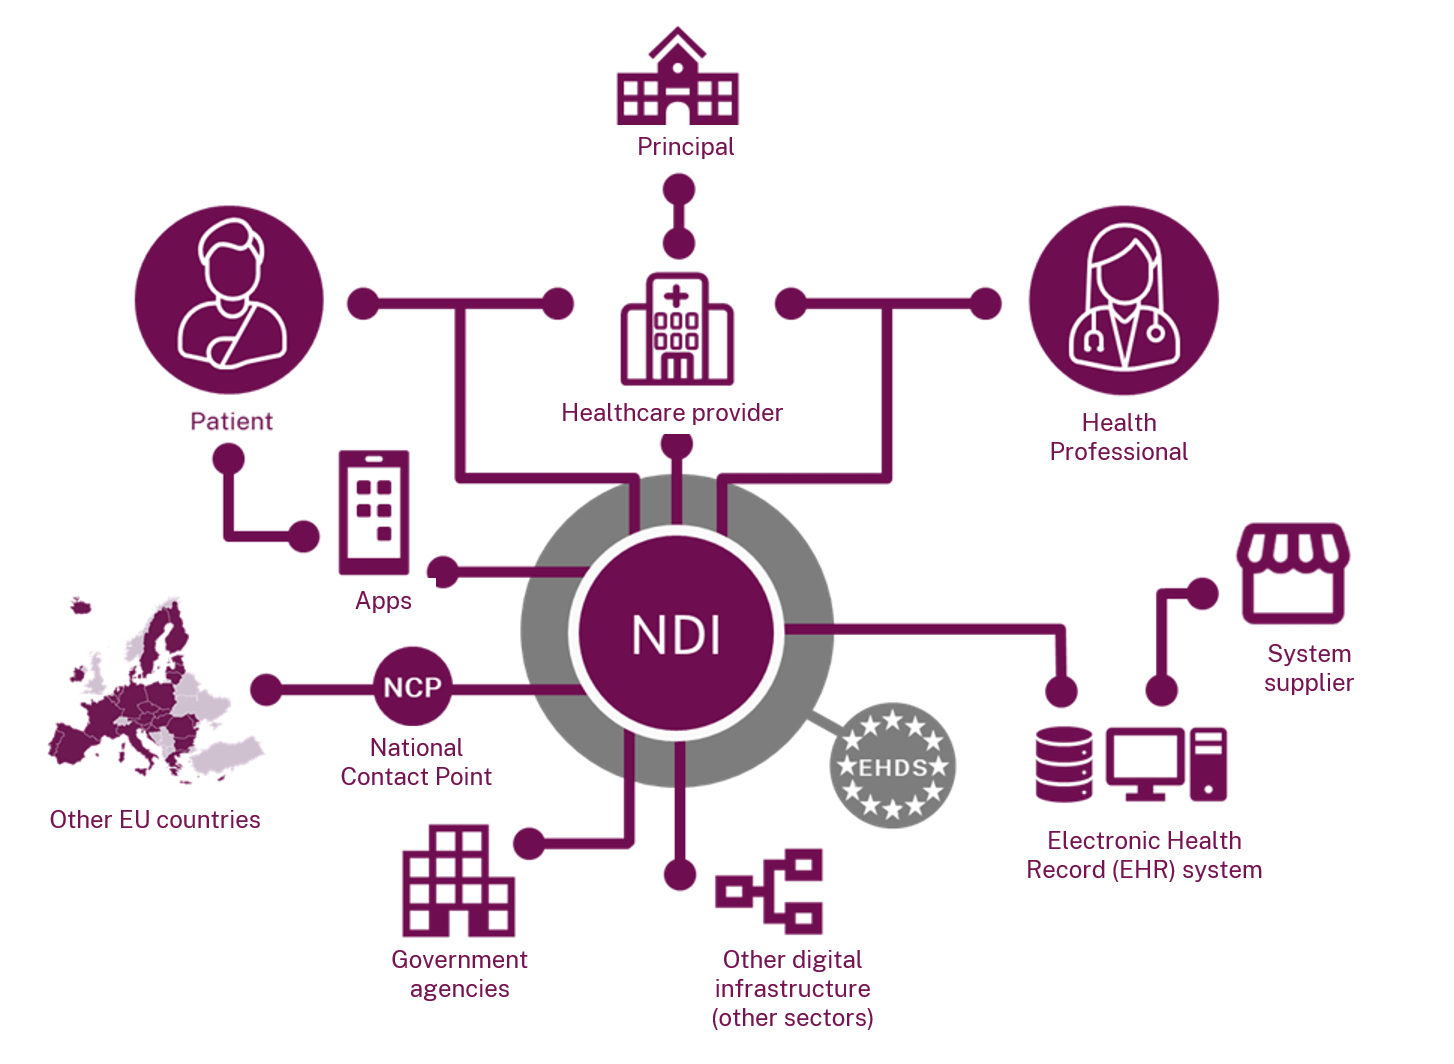 Principal
Patient
Healthcare provider
Health
Professional
Apps
NDI
System
supplier
NCP
National
Contact Point
EHDS
Other EU countries
Electronic Health
Record (EHR) system
Government
agencies
Other digital
infrastructure
(other sectors)